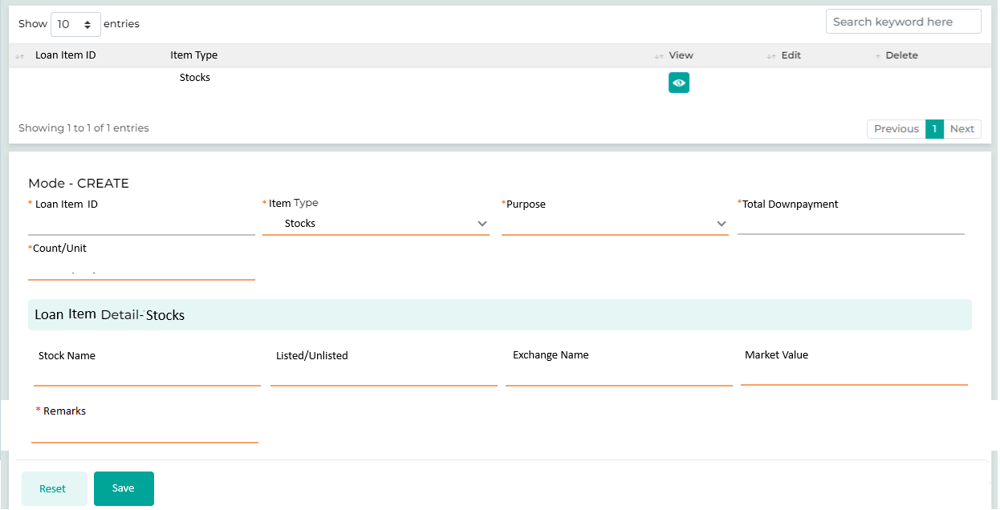 Show 10 entries Search keyword here
Loan Item ID Item Type View Edit Delete
Stocks
Showing 1 to 1 of 1 entries Previous 1 Next
Mode - CREATE
* Loan Item ID * Item Type *Purpose *Total Downpayment
Stocks
*Count/Unit
Loan Item Detail- Stocks
Stock Name Listed/Unlisted Exchange Name Market Value
* Remarks
Reset Save